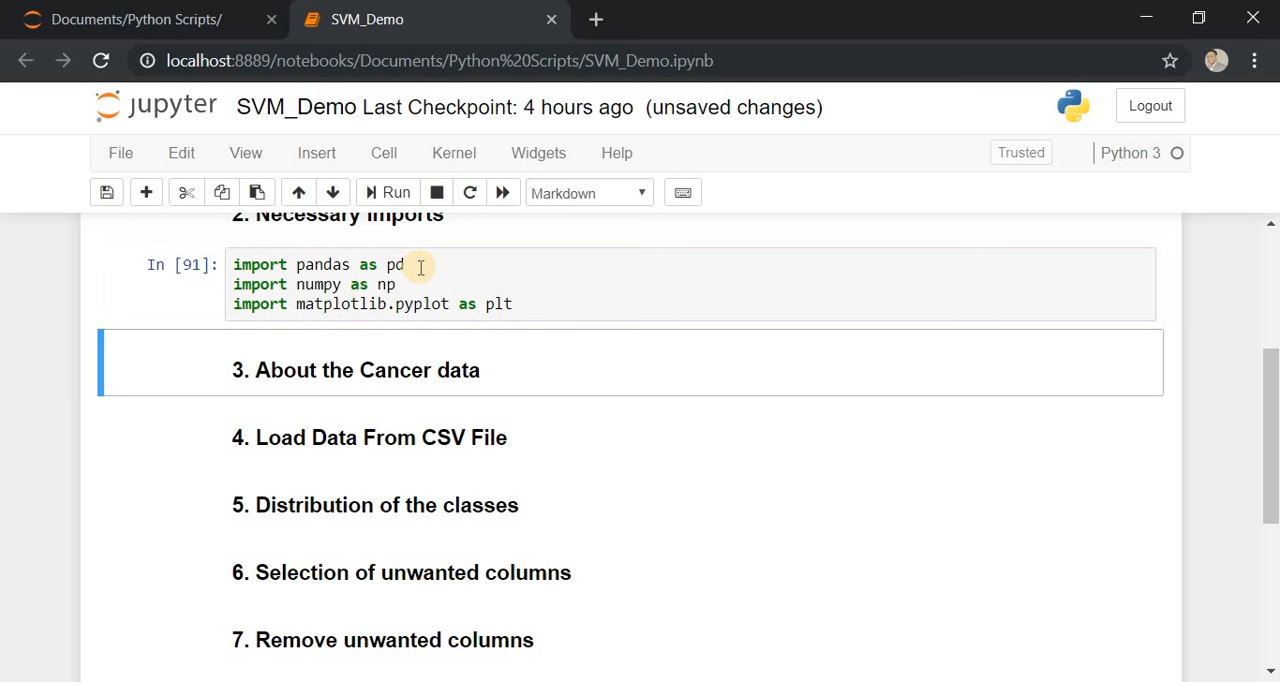 Documents/Python Scripts/
SVM_Demo
localhost:8889/notebooks/Documents/Python%20Scripts/SVM_Demo.ipynb
jupyter SVM_Demo Last Checkpoint: 4 hours ago (unsaved changes)
Logout
File Edit View Insert Cell Kernel Widgets Help
Trusted
Python 3
Run
Markdown
2. Necessary Imports
In [91]: import pandas as pd
import numpy as np
import matplotlib.pyplot as plt
3. About the Cancer data
4. Load Data From CSV File
5. Distribution of the classes
6. Selection of unwanted columns
7. Remove unwanted columns